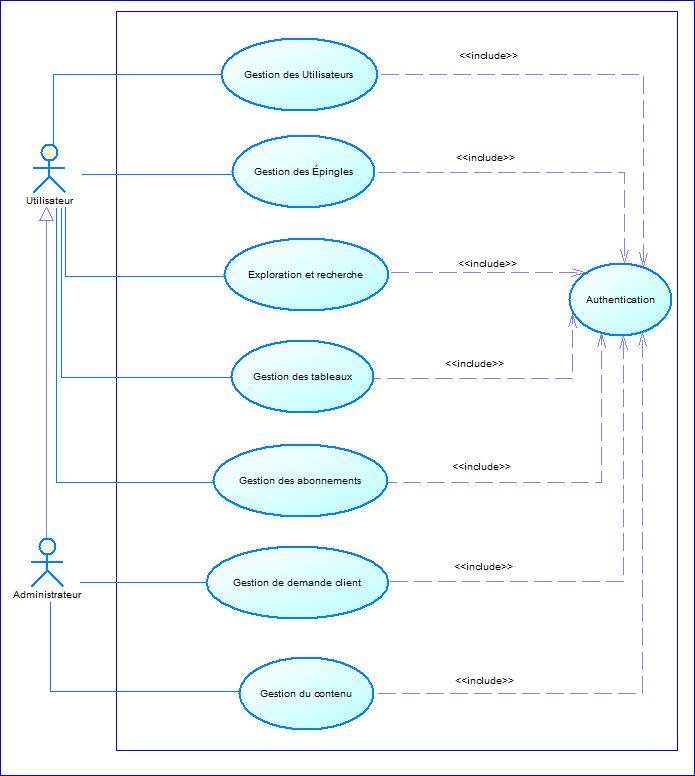 <<include>>
Gestion des Utilisateurs
<<include>>
Gestion des Épingles
Utilisateur
<<include>>
Exploration et recherche
Authentication
<<include>>
Gestion des tableaux
<<include>>
Gestion des abonnements
<<include>>
Gestion de demande client
Administrateur
<<include>>
Gestion du contenu